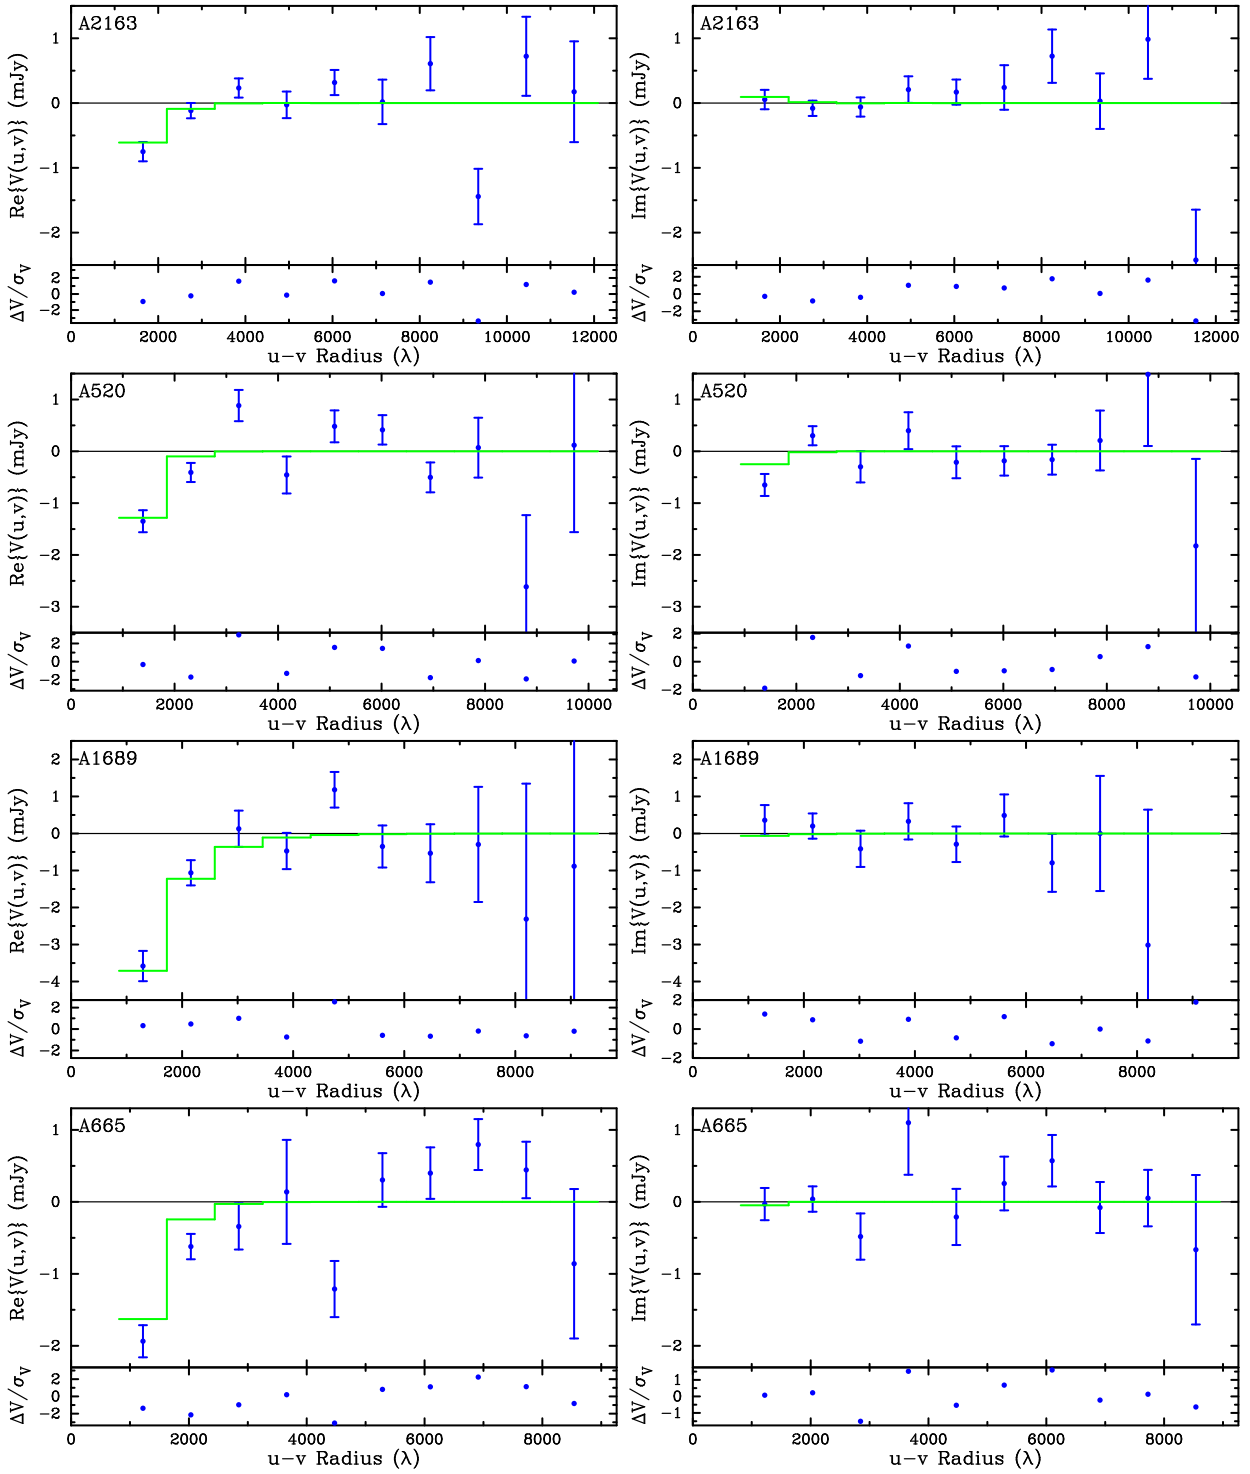 A2163
Re{V(u,v)} (mJy)
1
0
−1
−2
ΔV/σV
2
0
−2
0 2000 4000 6000 8000 10000 12000
u−v Radius (λ)
A2163
Im{V(u,v)} (mJy)
1
0
−1
−2
ΔV/σV
2
0
−2
0 2000 4000 6000 8000 10000 12000
u−v Radius (λ)
A520
Re{V(u,v)} (mJy)
1
0
−1
−2
−3
ΔV/σV
2
0
−2
0 2000 4000 6000 8000 10000
u−v Radius (λ)
A520
Im{V(u,v)} (mJy)
1
0
−1
−2
−3
ΔV/σV
2
0
−2
0 2000 4000 6000 8000 10000
u−v Radius (λ)
A1689
Re{V(u,v)} (mJy)
2
1
0
−1
−2
−3
−4
ΔV/σV
2
0
−2
0 2000 4000 6000 8000
u−v Radius (λ)
A1689
Im{V(u,v)} (mJy)
2
1
0
−1
−2
−3
−4
ΔV/σV
2
0
−2
0 2000 4000 6000 8000
u−v Radius (λ)
A665
Re{V(u,v)} (mJy)
1
0
−1
−2
ΔV/σV
2
0
−2
0 2000 4000 6000 8000
u−v Radius (λ)
A665
Im{V(u,v)} (mJy)
1
0
−1
−2
ΔV/σV
1
0
−1
0 2000 4000 6000 8000
u−v Radius (λ)